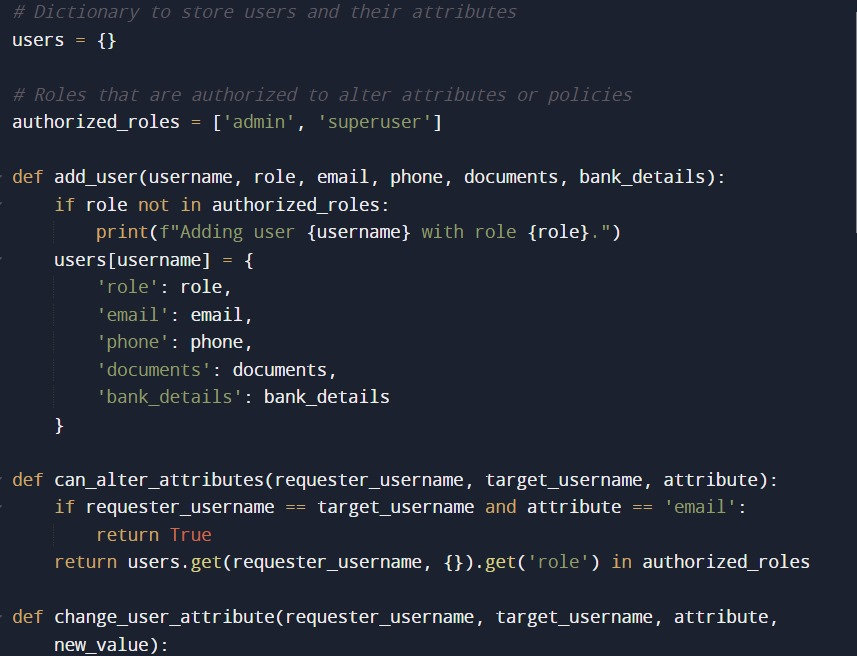 # Dictionary to store users and their attributes
users = {}
# Roles that are authorized to alter attributes or policies
authorized_roles = ['admin', 'superuser']
def add_user(username, role, email, phone, documents, bank_details):
    if role not in authorized_roles:
        print(f"Adding user {username} with role {role}.")
    users[username] = {
        'role': role,
        'email': email,
        'phone': phone,
        'documents': documents,
        'bank_details': bank_details
    }
def can_alter_attributes(requester_username, target_username, attribute):
    if requester_username == target_username and attribute == 'email':
        return True
    return users.get(requester_username, {}).get('role') in authorized_roles
def change_user_attribute(requester_username, target_username, attribute,
    new_value):